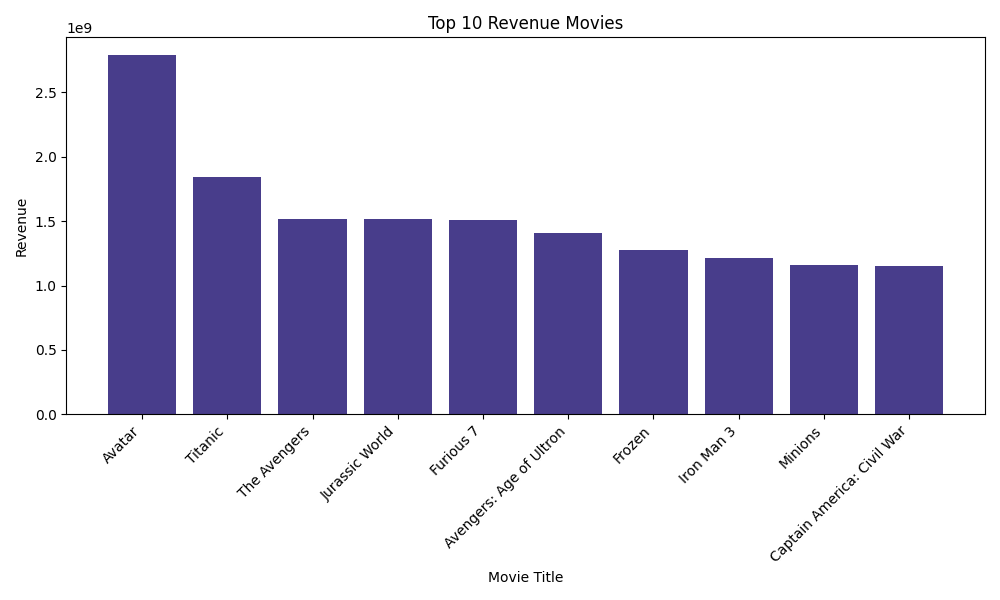 Top 10 Revenue Movies
1e9
2.5
2.0
1.5
1.0
0.5
0.0
Revenue
Avatar
Titanic
The Avengers
Jurassic World
Furious 7
Avengers: Age of Ultron
Frozen
Iron Man 3
Minions
Captain America: Civil War
Movie Title